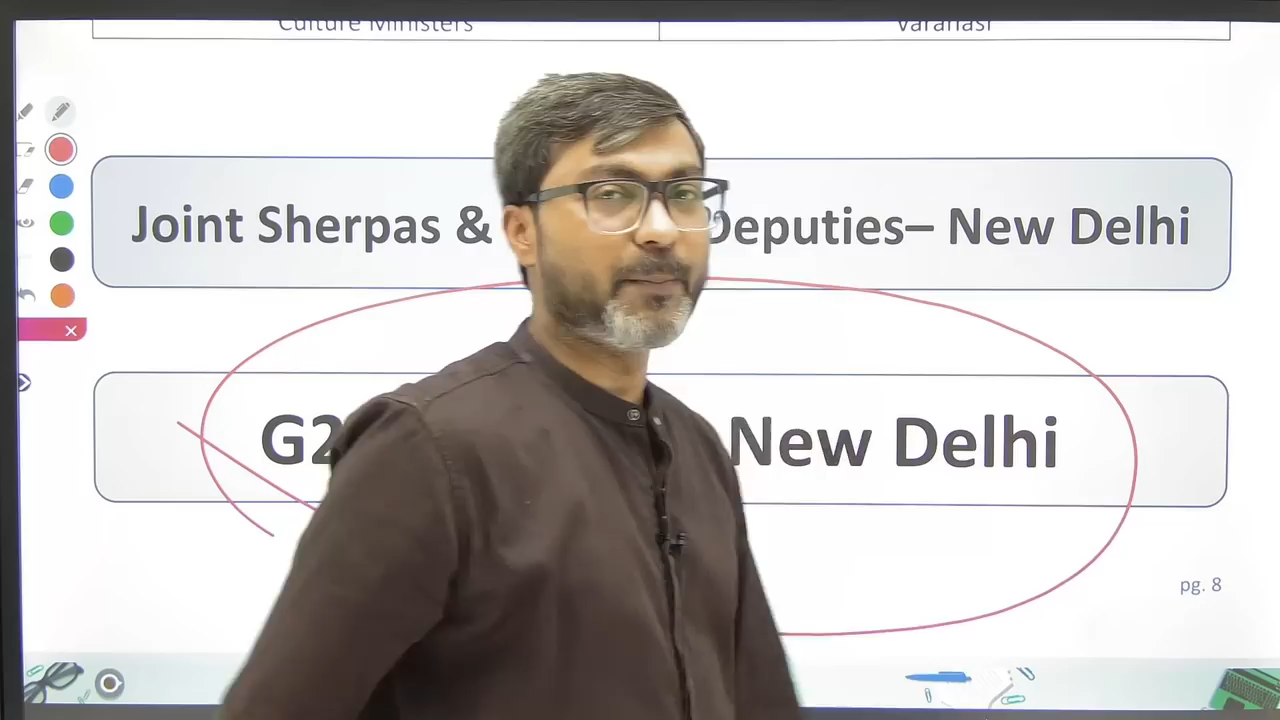 Culture Ministers
Varanasi
Joint Sherpas & Deputies– New Delhi
G2 New Delhi
pg. 8